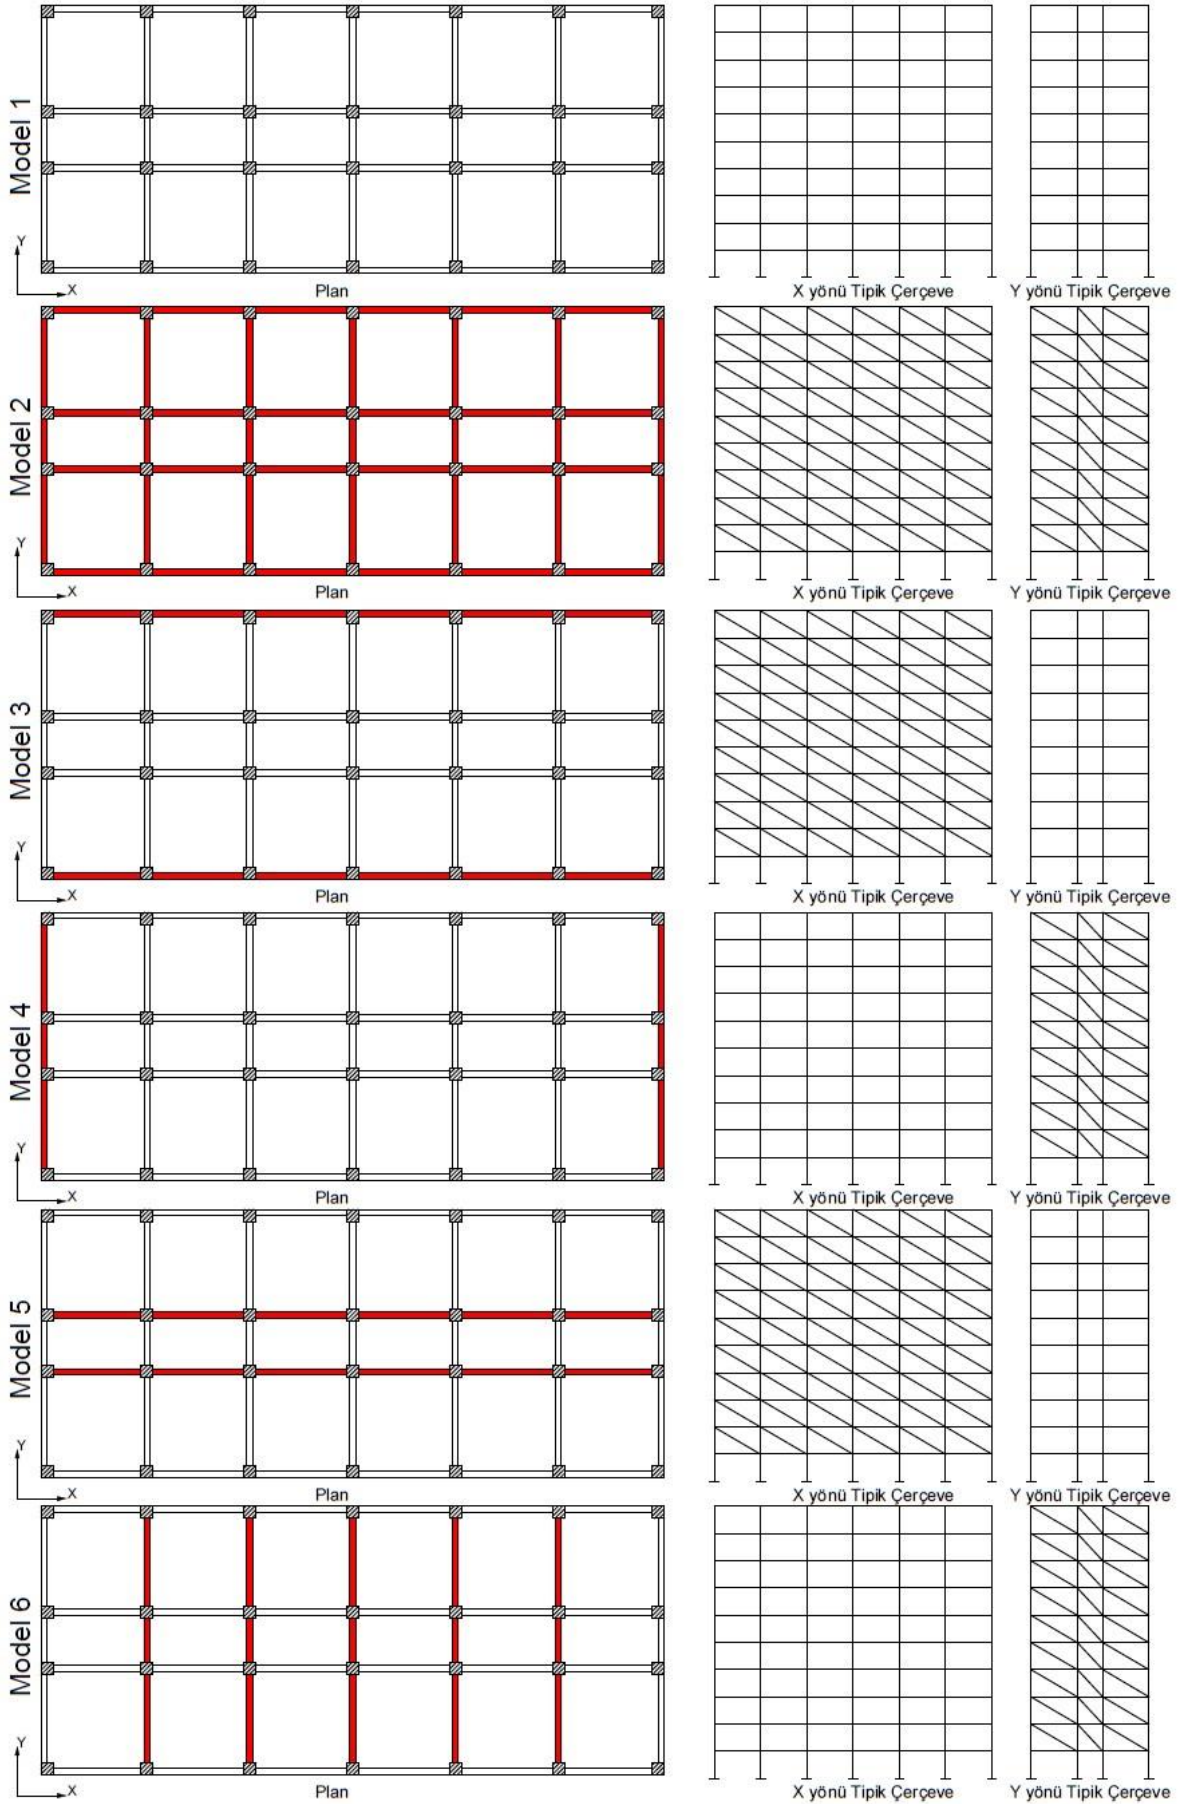 Model 1
Y
X
Plan
X yönü Tipik Çerçeve
Y yönü Tipik Çerçeve
Model 2
Y
X
Plan
X yönü Tipik Çerçeve
Y yönü Tipik Çerçeve
Model 3
Y
X
Plan
X yönü Tipik Çerçeve
Y yönü Tipik Çerçeve
Model 4
Y
X
Plan
X yönü Tipik Çerçeve
Y yönü Tipik Çerçeve
Model 5
Y
X
Plan
X yönü Tipik Çerçeve
Y yönü Tipik Çerçeve
Model 6
Y
X
Plan
X yönü Tipik Çerçeve
Y yönü Tipik Çerçeve